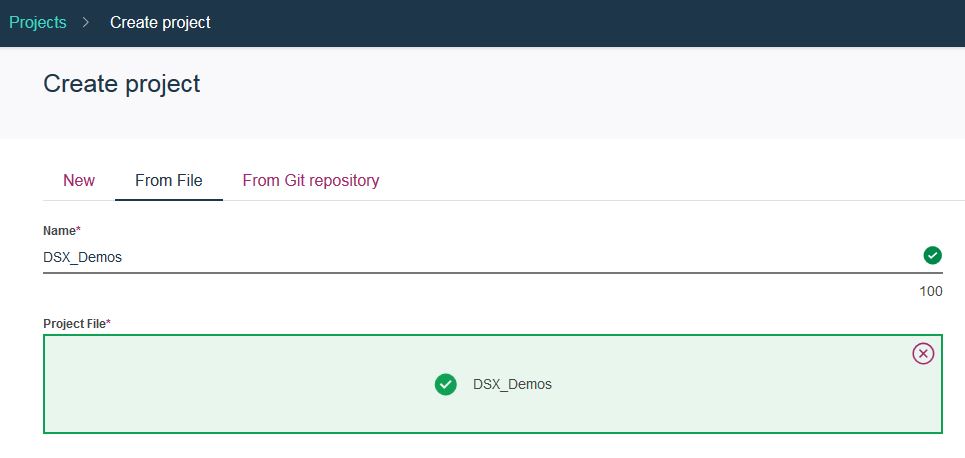 Projects > Create project
Create project
New From File From Git repository
Name*
DSX_Demos
100
Project File*
DSX_Demos